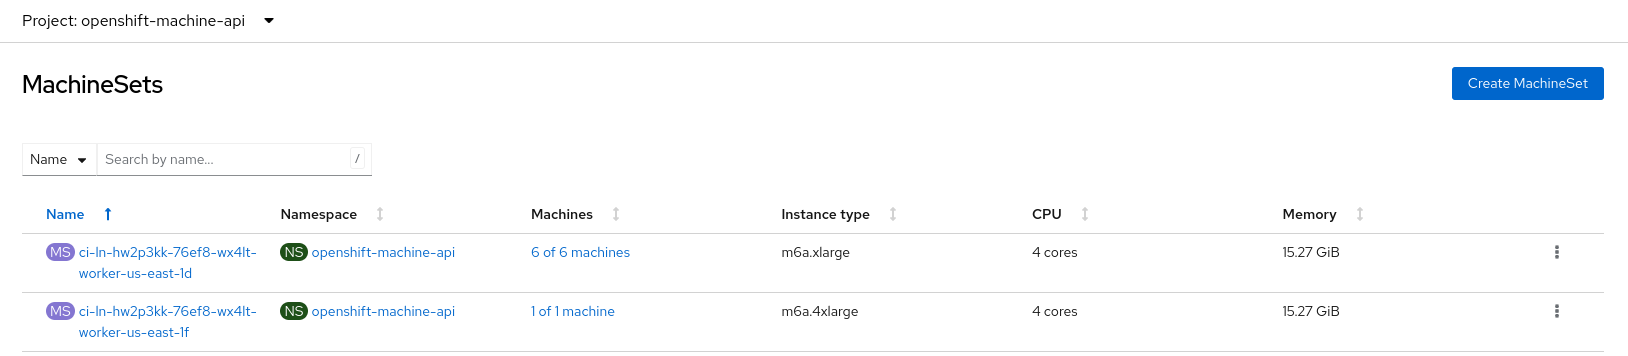 Project: openshift-machine-api
MachineSets
Create MachineSet
Name Search by name... /
Name Namespace Machines Instance type CPU Memory
MS ci-ln-hw2p3kk-76ef8-wx4lt- NS openshift-machine-api 6 of 6 machines m6a.xlarge 4 cores 15.27 GiB
worker-us-east-1d
MS ci-ln-hw2p3kk-76ef8-wx4lt- NS openshift-machine-api 1 of 1 machine m6a.4xlarge 4 cores 15.27 GiB
worker-us-east-1f